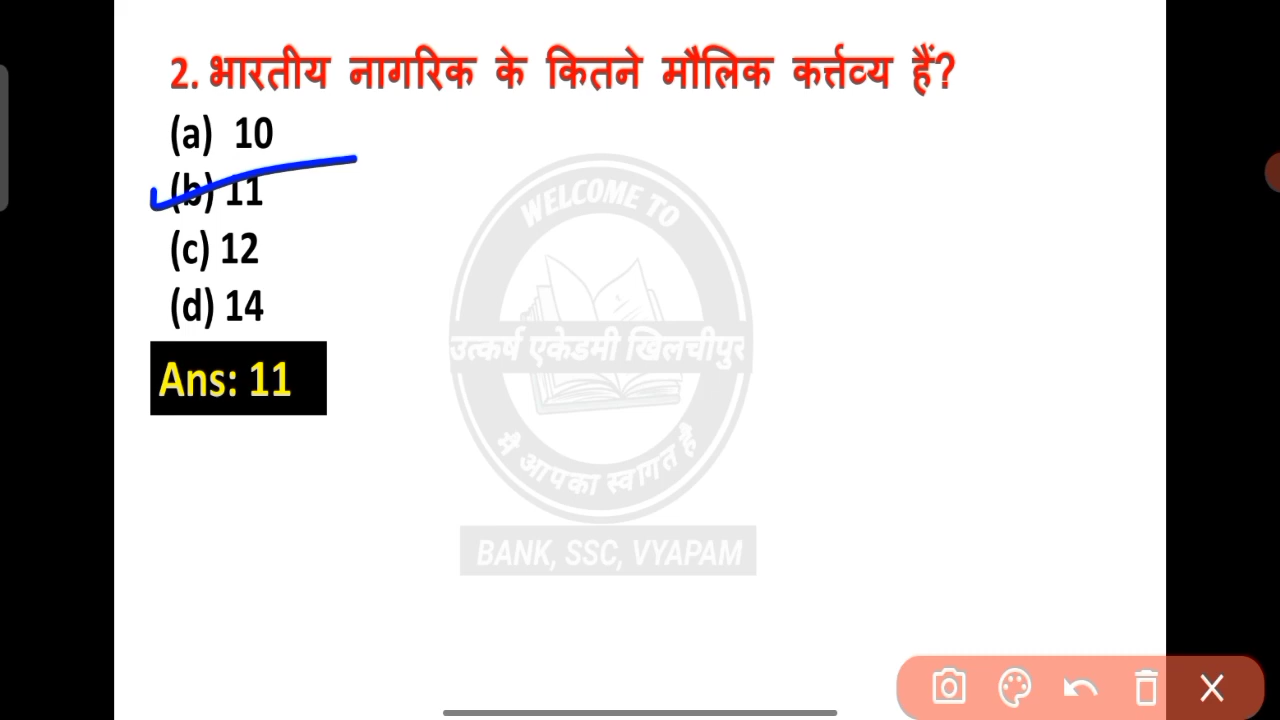 2. भारतीय नागरिक के कितने मौलिक कर्त्तव्य हैं?
(a) 10
(b) 11
(c) 12
(d) 14
Ans: 11
WELCOME TO
उत्कर्ष एकेडमी खिलचीपुर
में आपका स्वागत है
BANK, SSC, VYAPAM